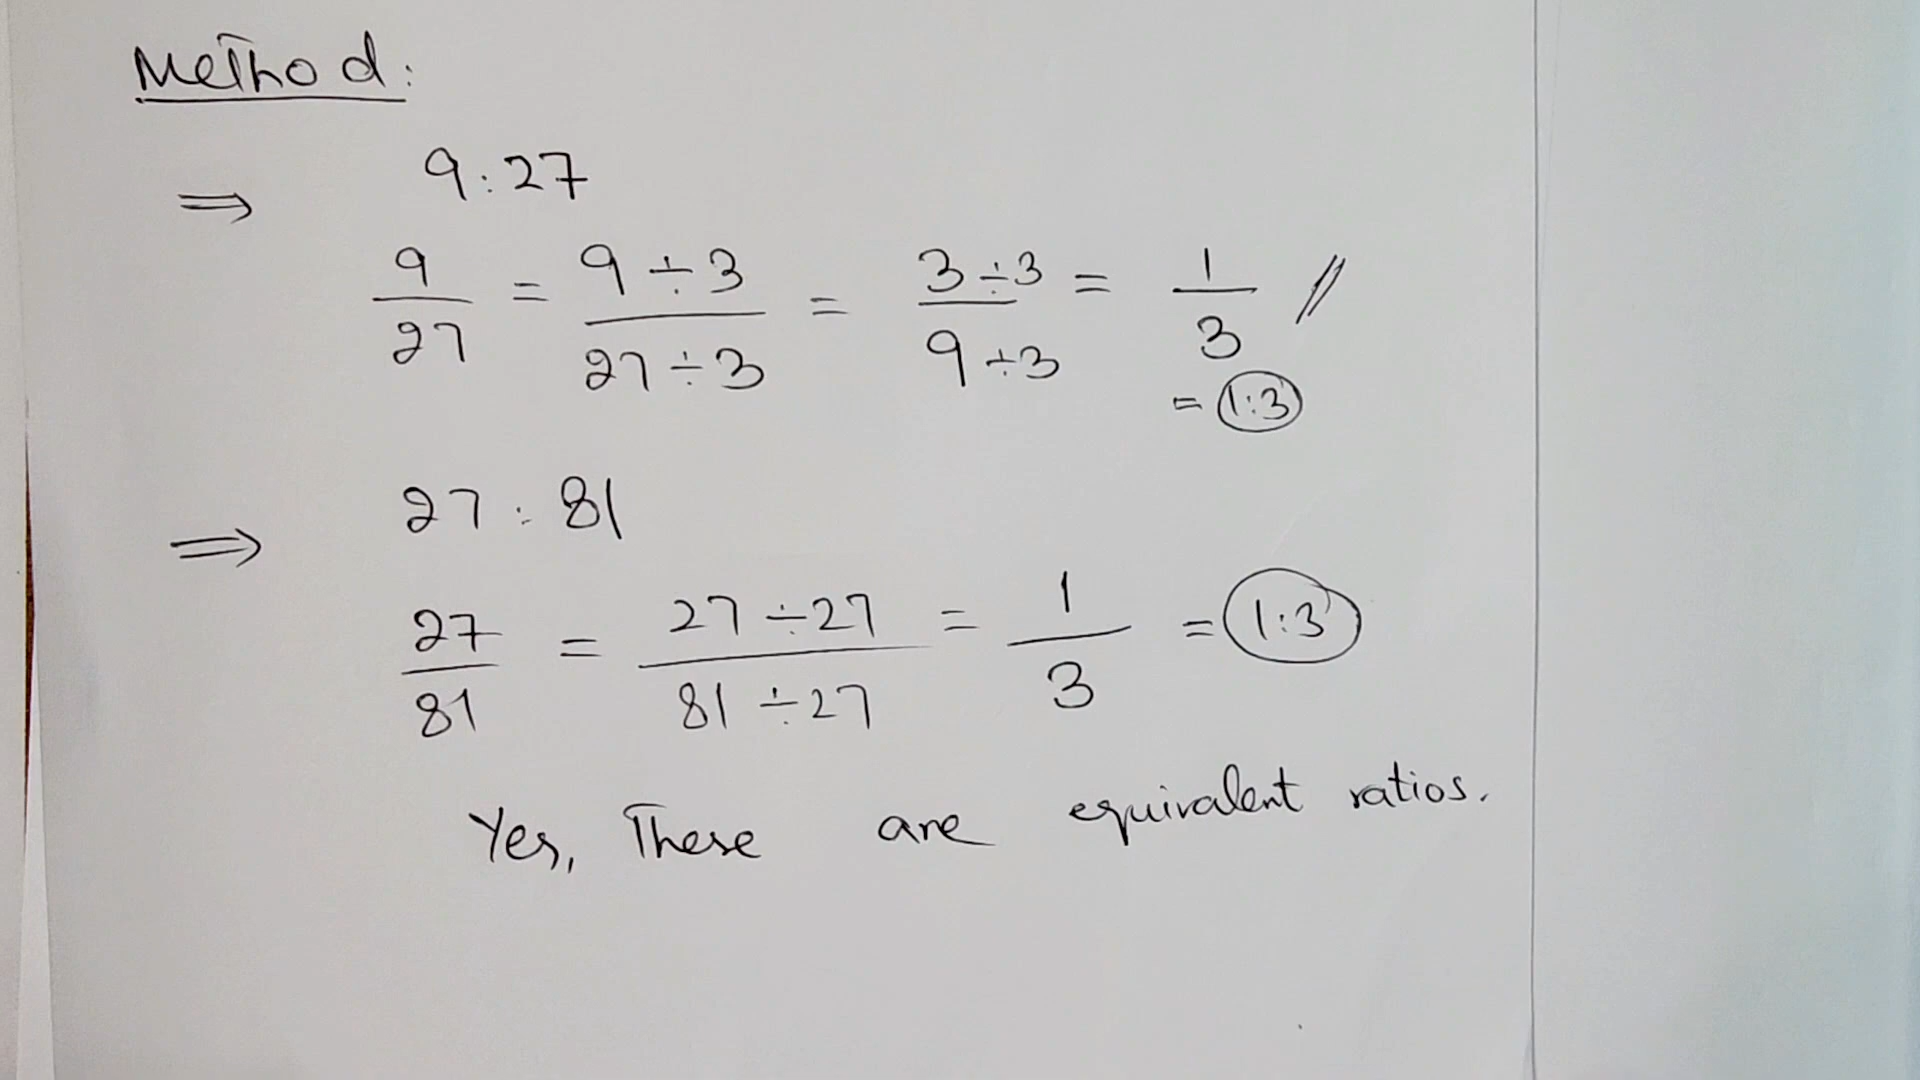 Method:
⇒ 9:27
9/27 = 9÷3/27÷3 = 3÷3/9÷3 = 1/3 //
= 1:3
⇒ 27:81
27/81 = 27÷27/81÷27 = 1/3 = 1:3
Yes, These are equivalent ratios.